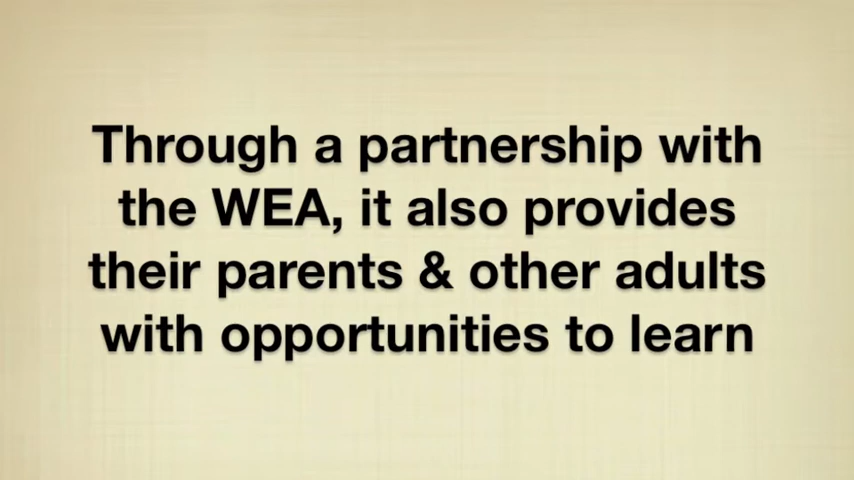 Through a partnership with
the WEA, it also provides
their parents & other adults
with opportunities to learn